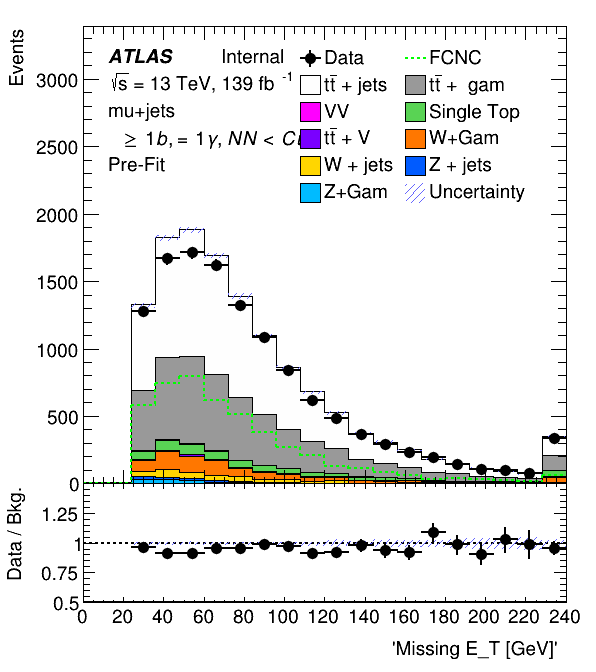 Events
ATLAS Internal
√s = 13 TeV, 139 fb⁻¹
mu+jets
≥ 1b, = 1γ, NN < C
Pre-Fit
Data FCNC
tt̄ + jets tt̄ + gam
VV Single Top
tt̄ + V W+Gam
W + jets Z + jets
Z+Gam Uncertainty
3000
2500
2000
1500
1000
500
0
Data / Bkg.
1.25
1
0.75
0.5
0 20 40 60 80 100 120 140 160 180 200 220 240
'Missing E_T [GeV]'